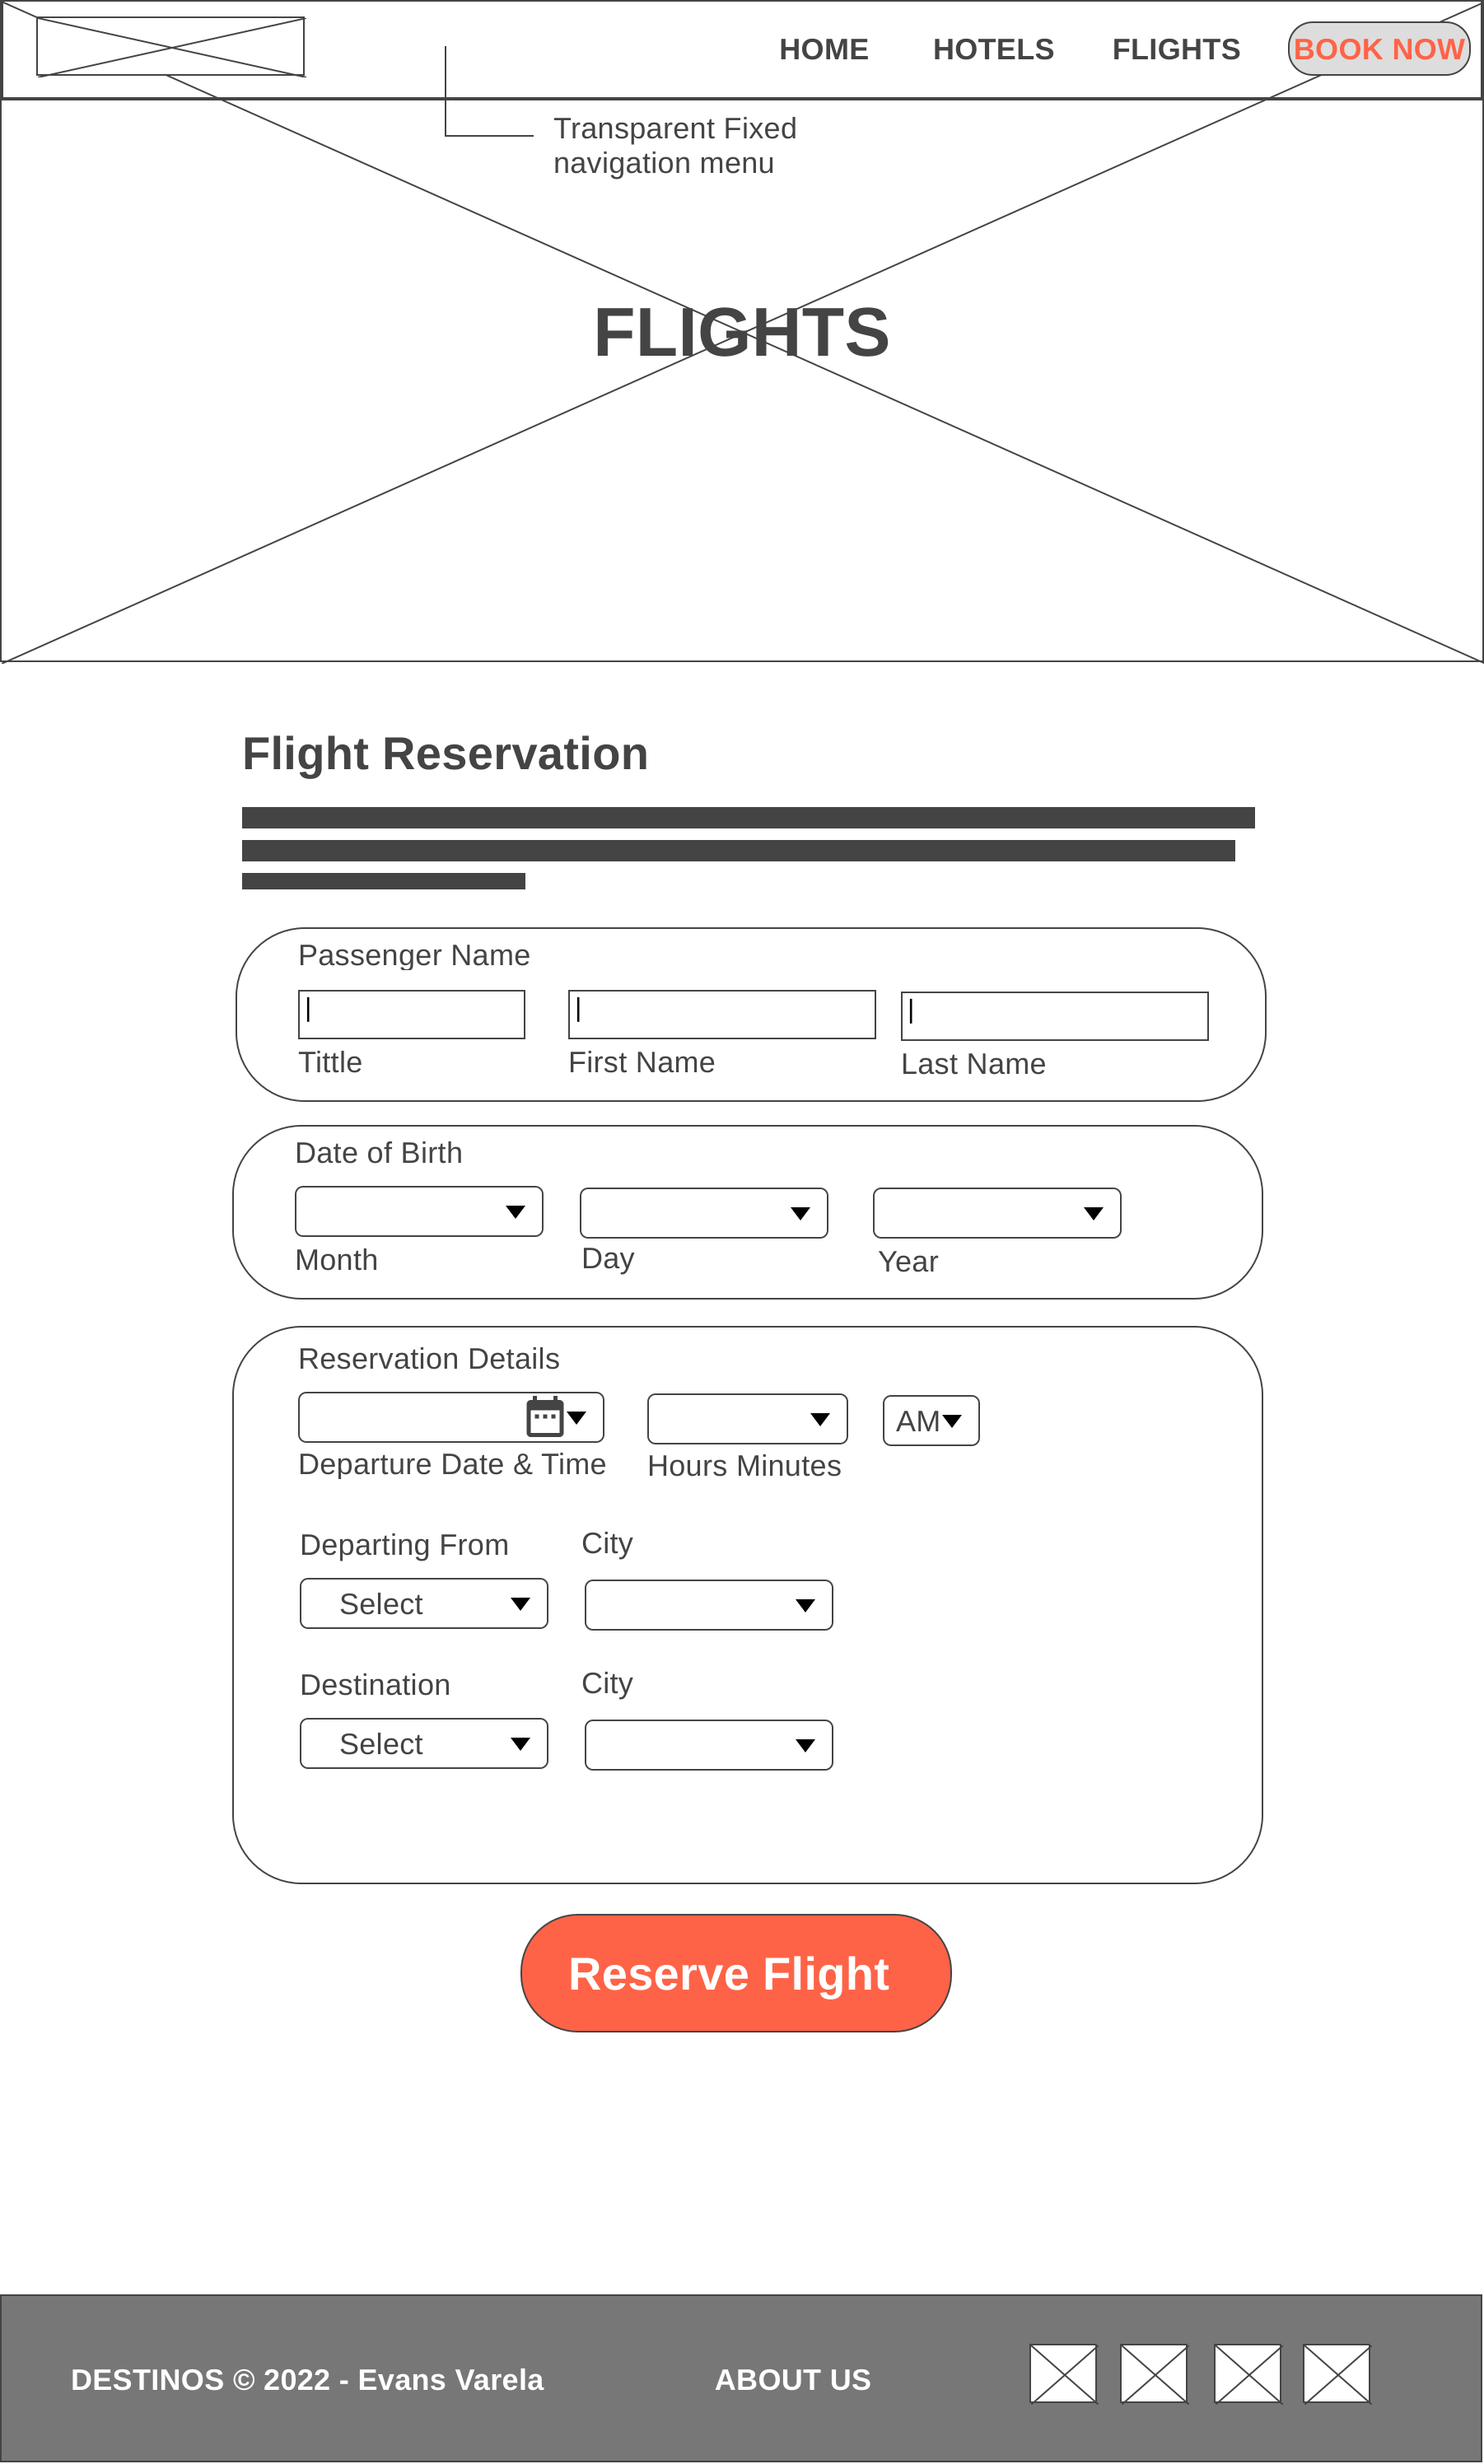 HOME HOTELS FLIGHTS BOOK NOW
Transparent Fixed
navigation menu
FLIGHTS
Flight Reservation
Passenger Name
Tittle First Name Last Name
Date of Birth
Month Day Year
Reservation Details
AM
Departure Date & Time Hours Minutes
Departing From City
Select
Destination City
Select
Reserve Flight
DESTINOS © 2022 - Evans Varela ABOUT US